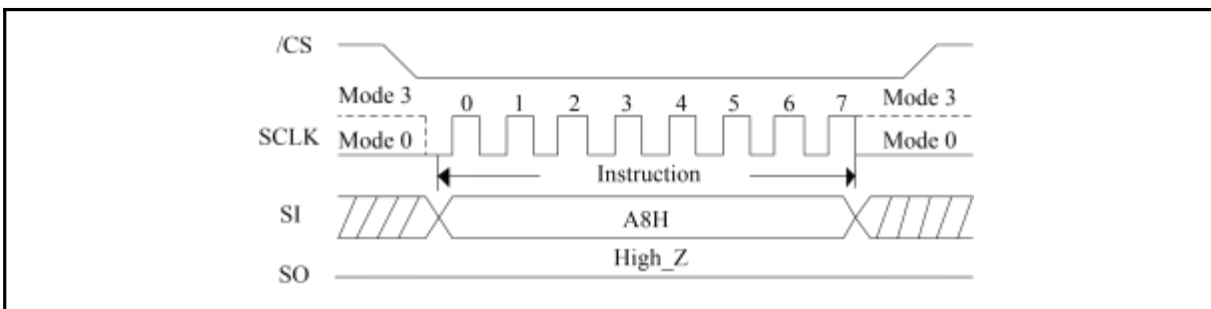 /CS
Mode 3 0 1 2 3 4 5 6 7 Mode 3
SCLK Mode 0 Mode 0
Instruction
SI A8H
High_Z
SO